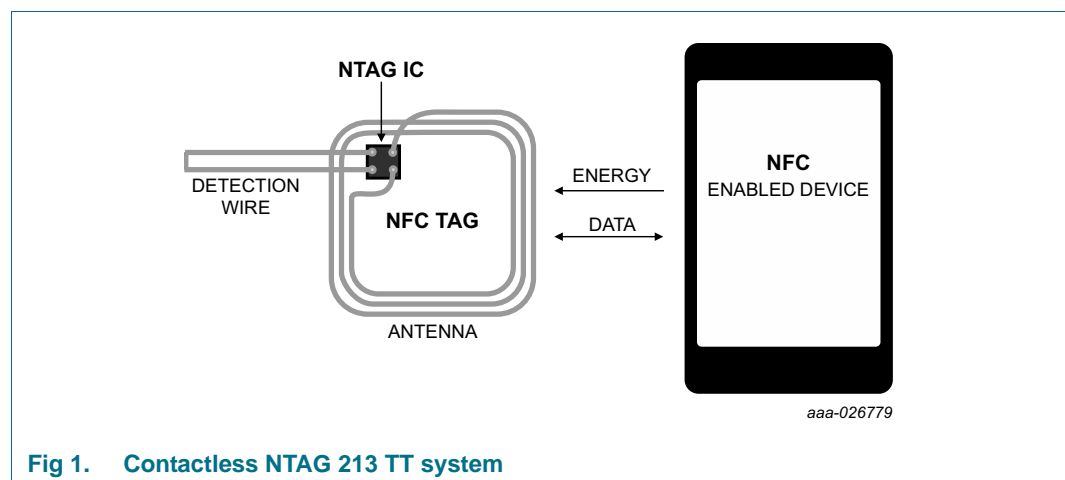 NTAG IC
DETECTION
WIRE
NFC TAG
ANTENNA
ENERGY
DATA
NFC
ENABLED DEVICE
aaa-026779
Fig 1. Contactless NTAG 213 TT system